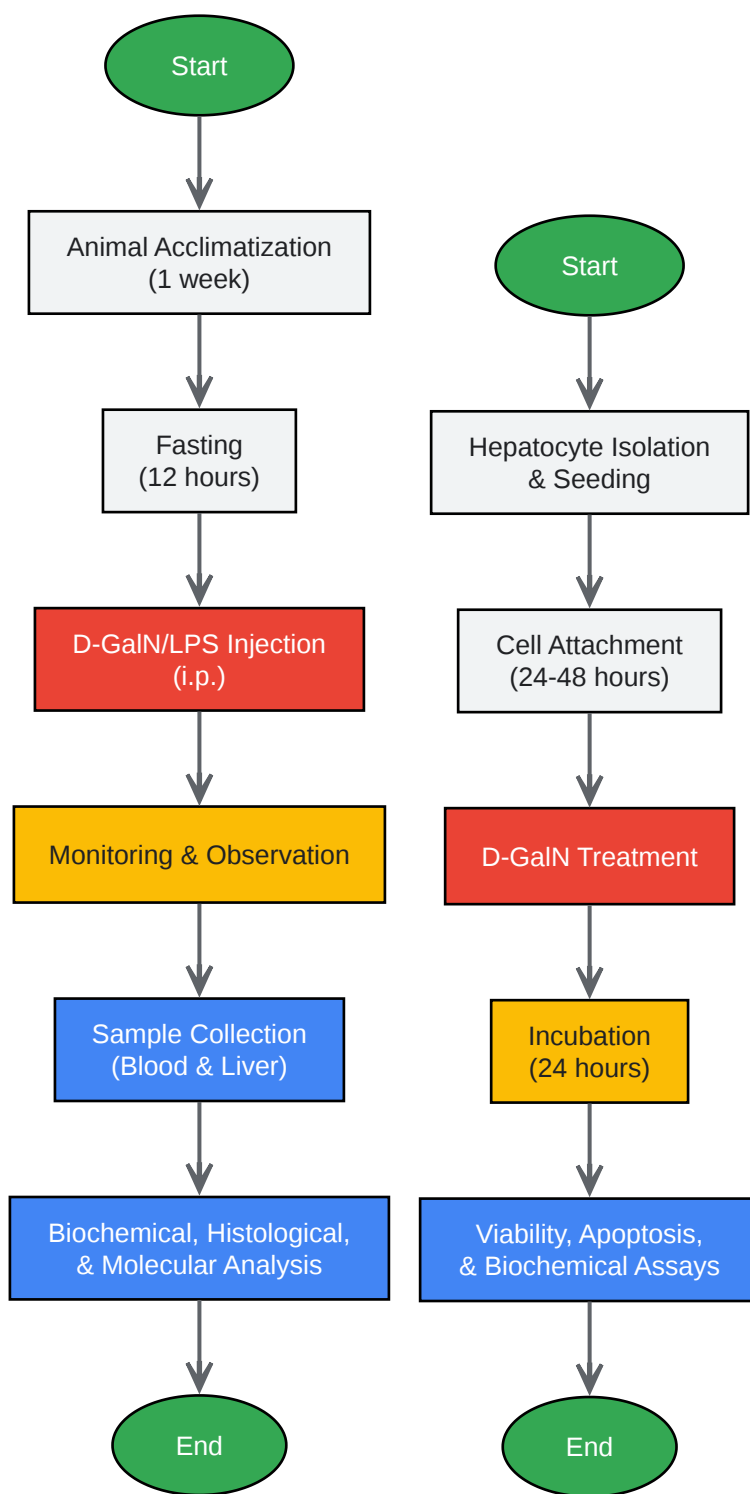 Start
Animal Acclimatization
(1 week)
Fasting
(12 hours)
D-GalN/LPS Injection
(i.p.)
Monitoring & Observation
Sample Collection
(Blood & Liver)
Biochemical, Histological,
& Molecular Analysis
End
Start
Hepatocyte Isolation
& Seeding
Cell Attachment
(24-48 hours)
D-GalN Treatment
Incubation
(24 hours)
Viability, Apoptosis,
& Biochemical Assays
End